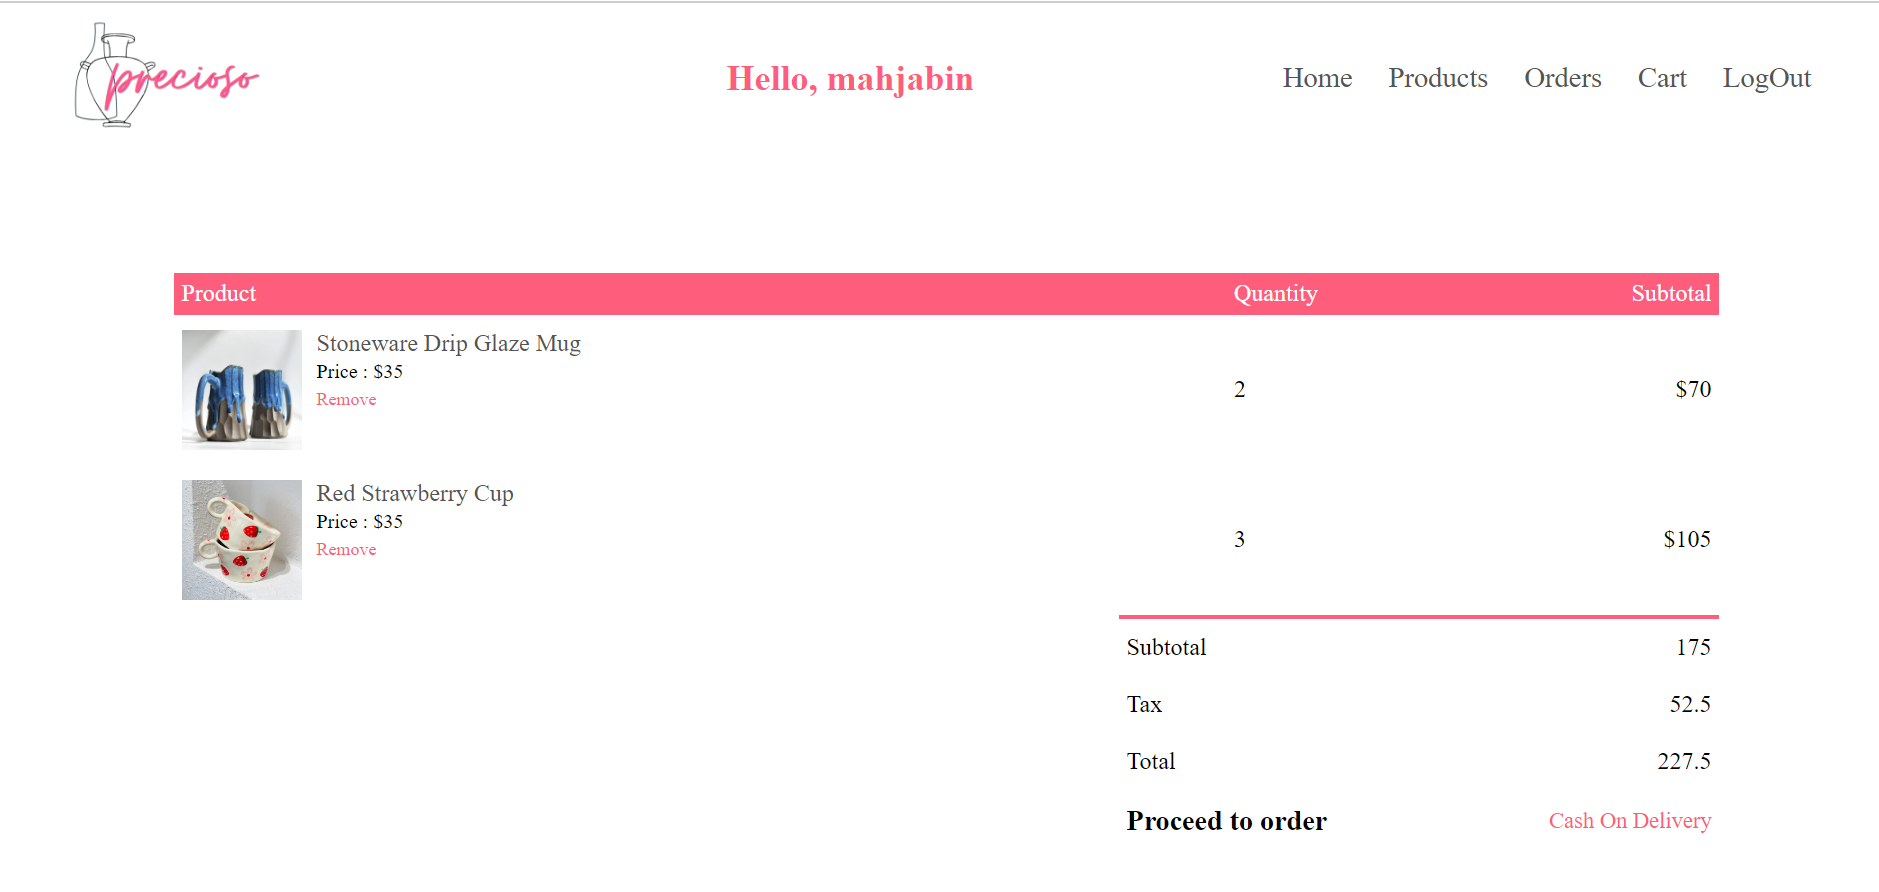 precioso
Hello, mahjabin
Home Products Orders Cart LogOut
Product Quantity Subtotal
Stoneware Drip Glaze Mug
Price : $35
Remove
2 $70
Red Strawberry Cup
Price : $35
Remove
3 $105
Subtotal 175
Tax 52.5
Total 227.5
Proceed to order Cash On Delivery